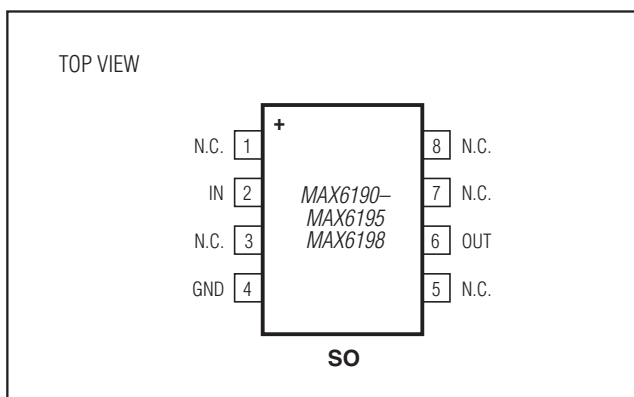 TOP VIEW
+
N.C. 1
8 N.C.
IN 2
7 N.C.
N.C. 3
6 OUT
GND 4
5 N.C.
MAX6190–
MAX6195
MAX6198
SO